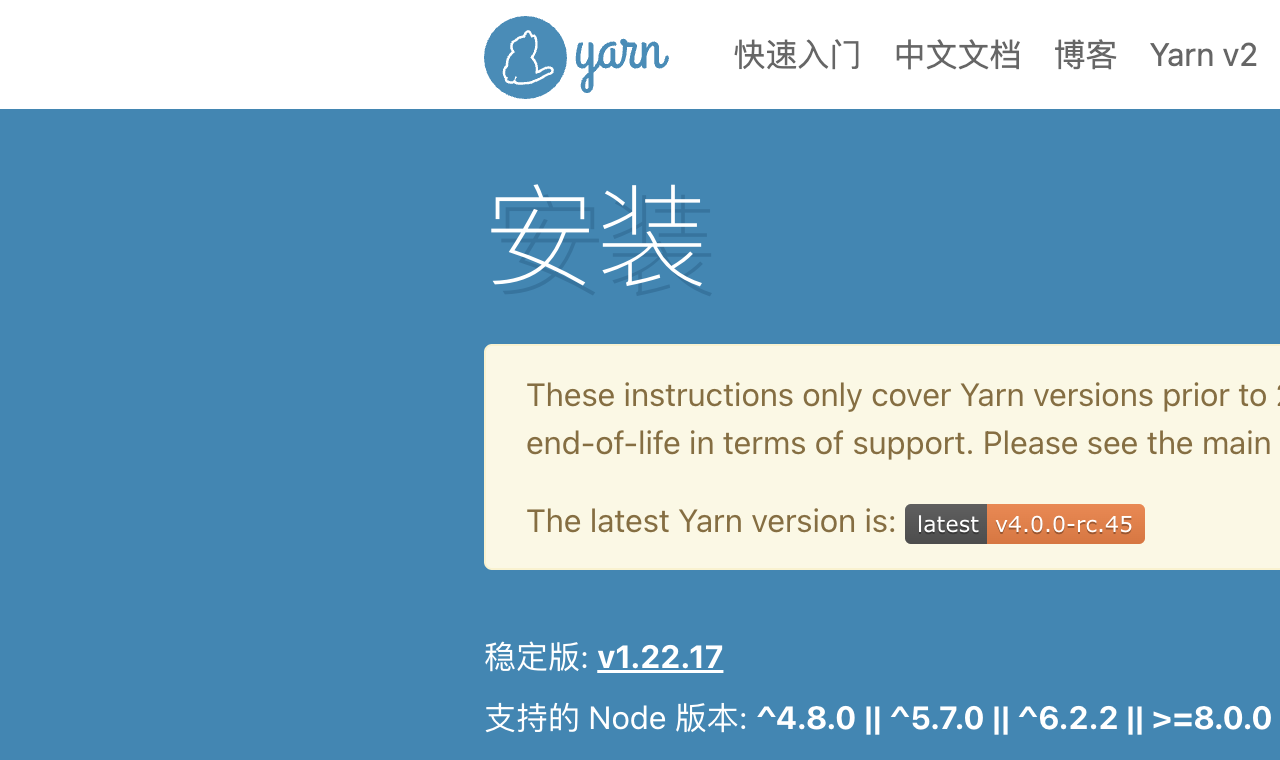 yarn 快速入门 中文文档 博客 Yarn v2
安装
These instructions only cover Yarn versions prior to
end-of-life in terms of support. Please see the main
The latest Yarn version is: latest v4.0.0-rc.45
稳定版: v1.22.17
支持的 Node 版本: ^4.8.0 || ^5.7.0 || ^6.2.2 || >=8.0.0